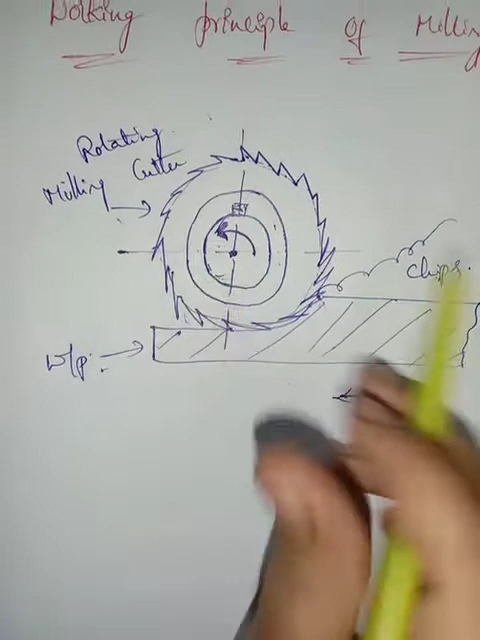 Working principle of Milling
Rotating
Milling Cutter
chips.
w/p.